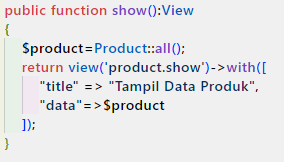 public function show():View
{
$product=Product::all();
return view('product.show')->with([
"title" => "Tampil Data Produk",
"data"=>$product
]);
}